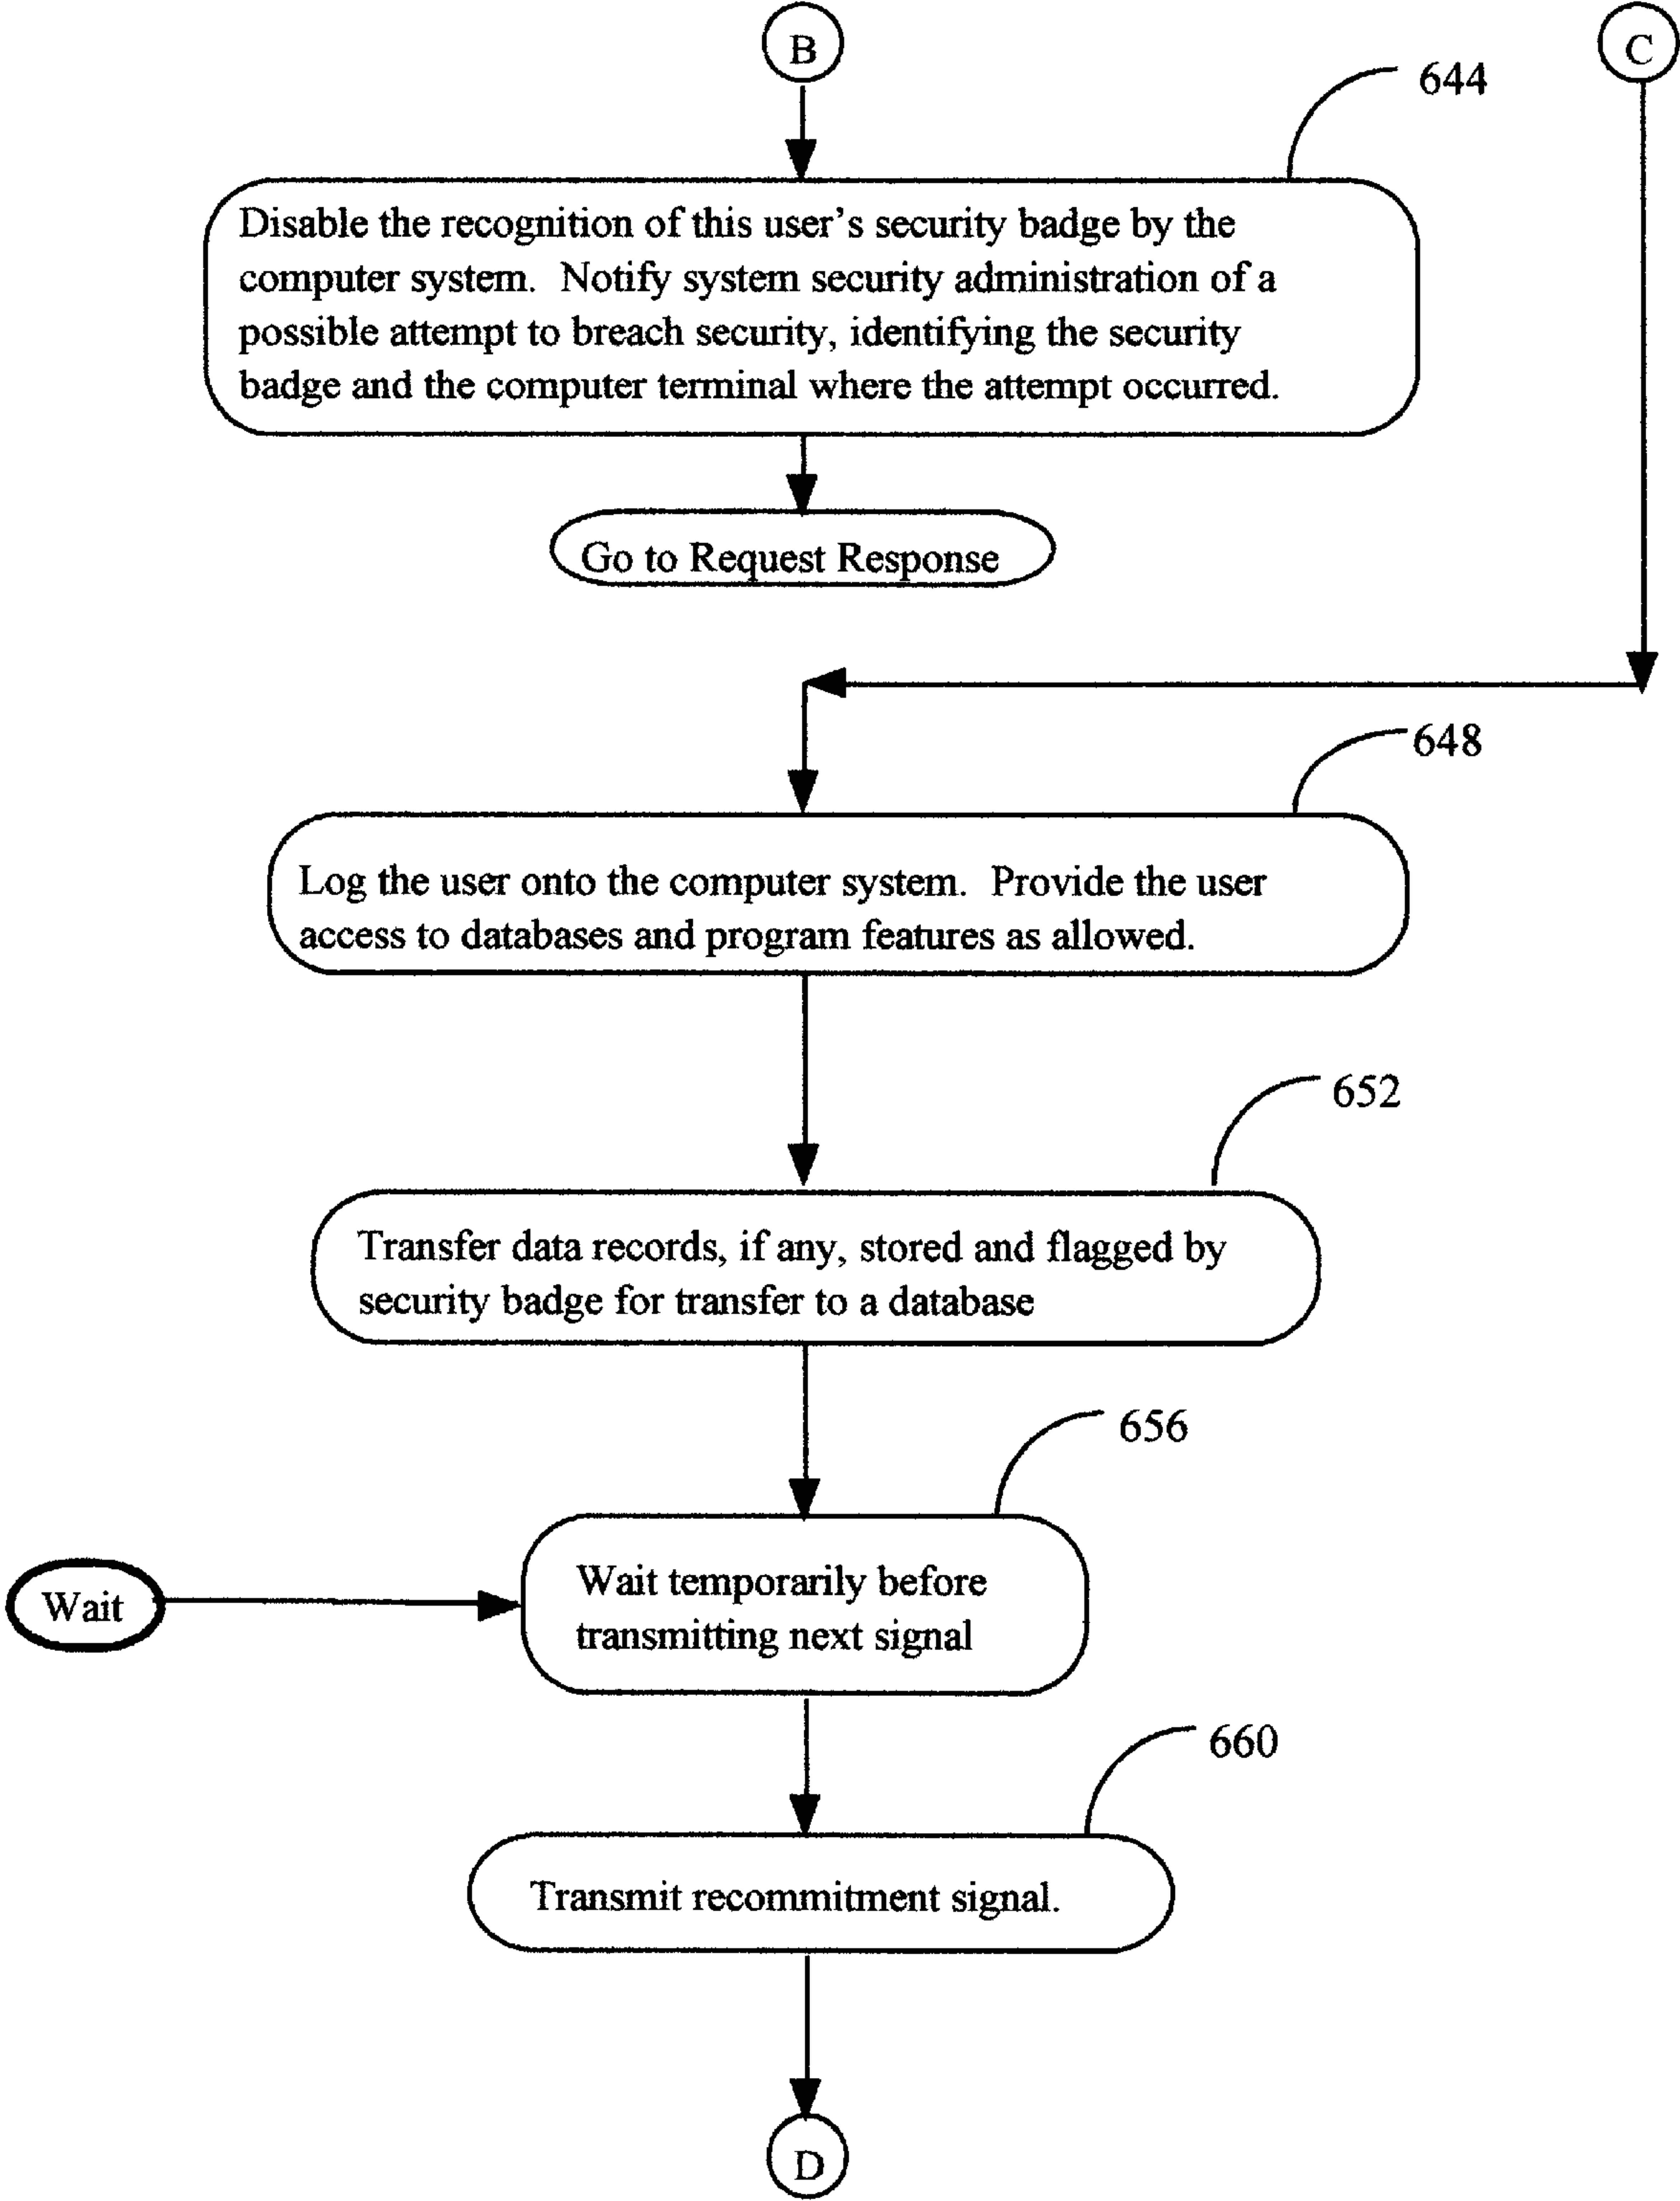 B
C
644
Disable the recognition of this user's security badge by the
computer system.  Notify system security administration of a
possible attempt to breach security, identifying the security
badge and the computer terminal where the attempt occurred.
Go to Request Response
648
Log the user onto the computer system.  Provide the user
access to databases and program features as allowed.
652
Transfer data records, if any, stored and flagged by
security badge for transfer to a database
656
Wait
Wait temporarily before
transmitting next signal
660
Transmit recommitment signal.
D